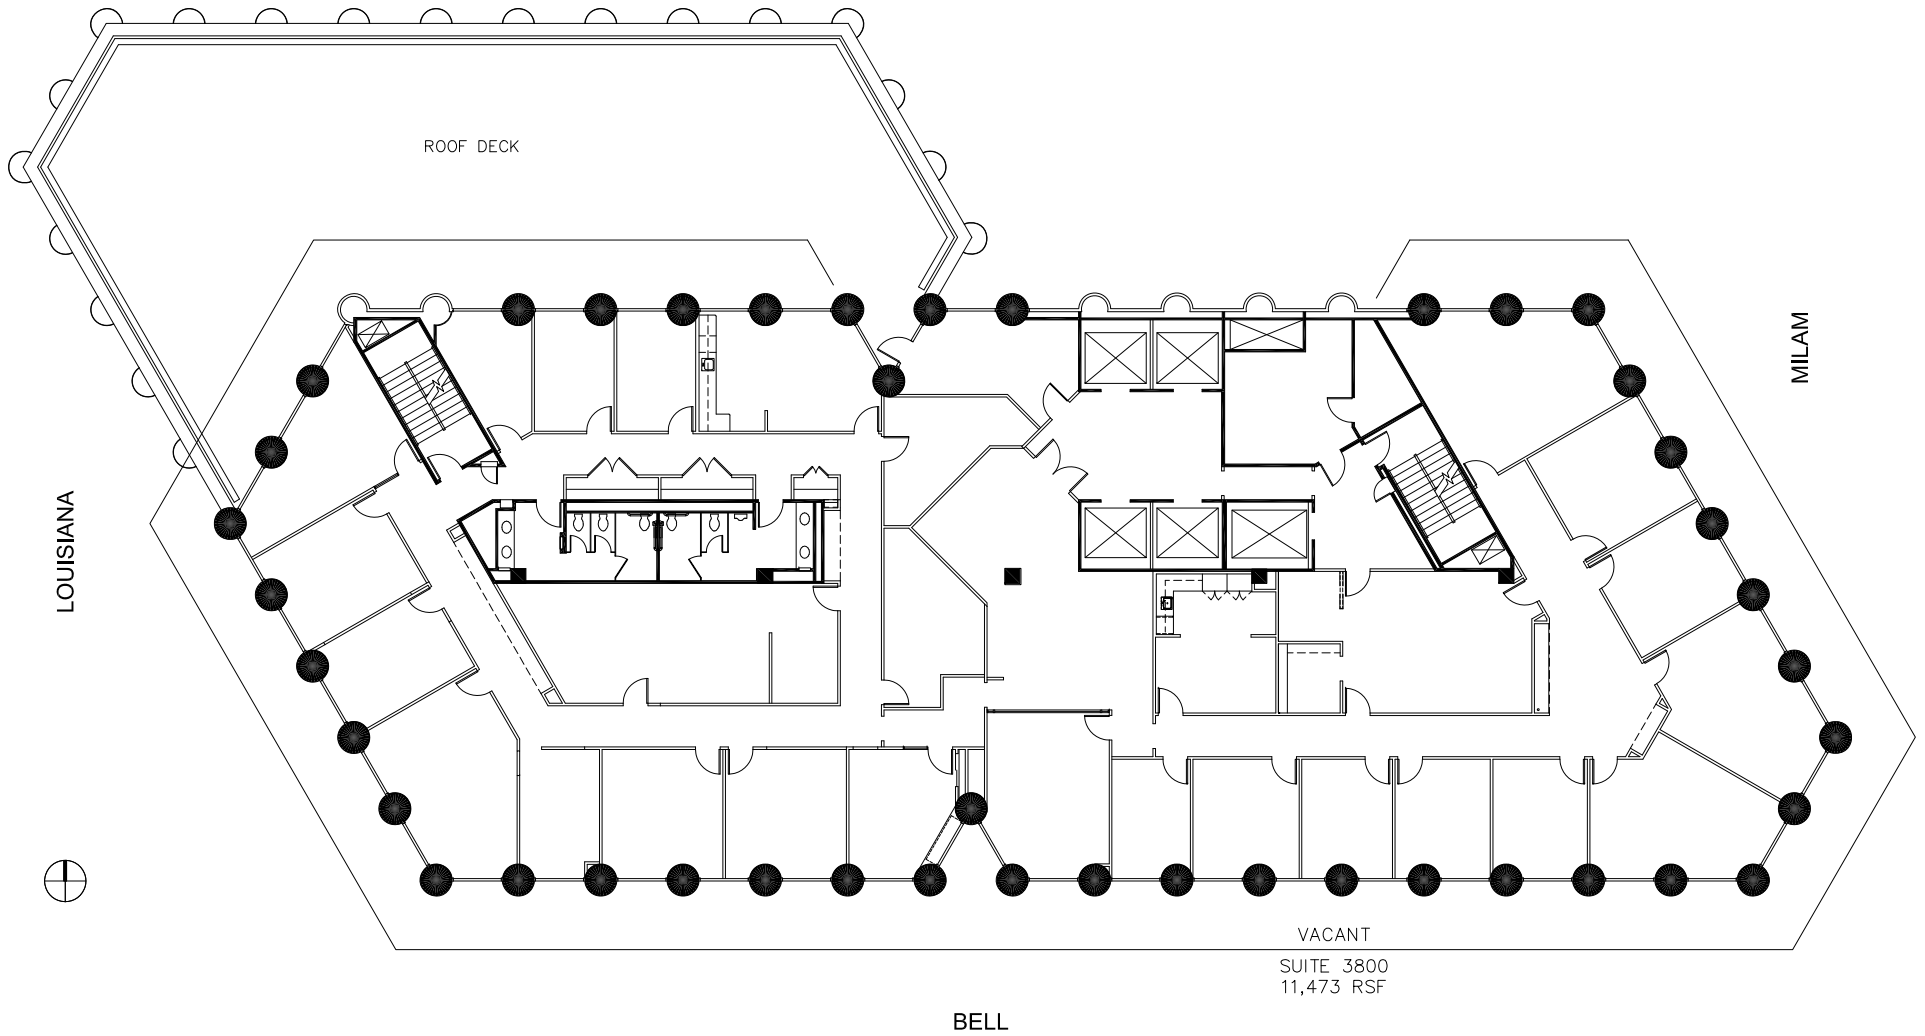 ROOF DECK
MILAM
LOUISIANA
VACANT
SUITE 3800
11,473 RSF
BELL